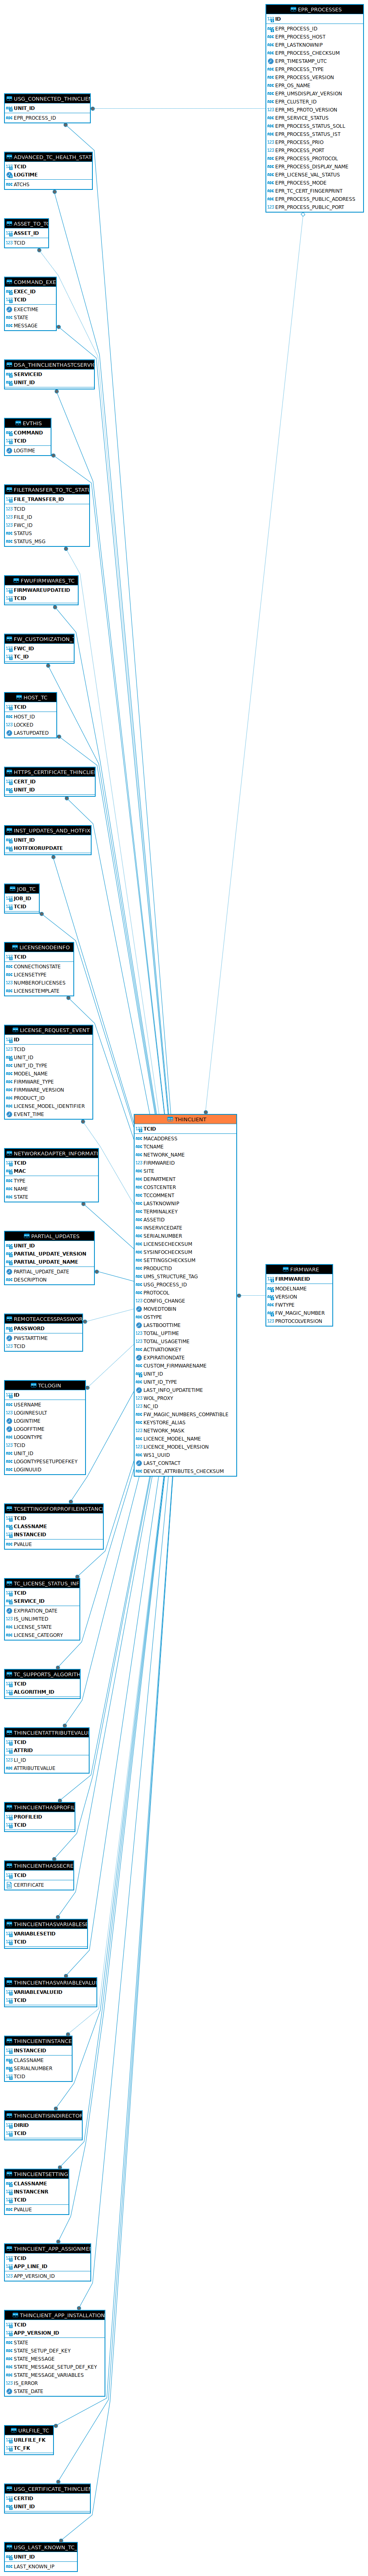 EPR_PROCESSES
ID
EPR_PROCESS_ID
EPR_PROCESS_HOST
EPR_LASTKNOWNIP
EPR_PROCESS_CHECKSUM
EPR_TIMESTAMP_UTC
EPR_PROCESS_TYPE
EPR_PROCESS_VERSION
EPR_OS_NAME
EPR_UMSDISPLAY_VERSION
EPR_CLUSTER_ID
EPR_MS_PROTO_VERSION
EPR_SERVICE_STATUS
EPR_PROCESS_STATUS_SOLL
EPR_PROCESS_STATUS_IST
EPR_PROCESS_PRIO
EPR_PROCESS_PORT
EPR_PROCESS_PROTOCOL
EPR_PROCESS_DISPLAY_NAME
EPR_LICENSE_VAL_STATUS
EPR_PROCESS_MODE
EPR_TC_CERT_FINGERPRINT
EPR_PROCESS_PUBLIC_ADDRESS
EPR_PROCESS_PUBLIC_PORT
USG_CONNECTED_THINCLIEN
UNIT_ID
EPR_PROCESS_ID
ADVANCED_TC_HEALTH_STAT
TCID
LOGTIME
ATCHS
ASSET_TO_TC
ASSET_ID
TCID
COMMAND_EXE
EXEC_ID
TCID
EXECTIME
STATE
MESSAGE
DSA_THINCLIENTHASTCSERVIC
SERVICEID
UNIT_ID
EVTHIS
COMMAND
TCID
LOGTIME
FILETRANSFER_TO_TC_STATU
FILE_TRANSFER_ID
TCID
FILE_ID
FWC_ID
STATUS
STATUS_MSG
FWUFIRMWARES_TC
FIRMWAREUPDATEID
TCID
FW_CUSTOMIZATION_
FWC_ID
TC_ID
HOST_TC
TCID
HOST_ID
LOCKED
LASTUPDATED
HTTPS_CERTIFICATE_THINCLIEN
CERT_ID
UNIT_ID
INST_UPDATES_AND_HOTFIX
UNIT_ID
HOTFIXORUPDATE
JOB_TC
JOB_ID
TCID
LICENSENODEINFO
TCID
CONNECTIONSTATE
LICENSETYPE
NUMBEROFLICENSES
LICENSETEMPLATE
LICENSE_REQUEST_EVENT
ID
TCID
UNIT_ID
UNIT_ID_TYPE
MODEL_NAME
FIRMWARE_TYPE
FIRMWARE_VERSION
PRODUCT_ID
LICENSE_MODEL_IDENTIFIER
EVENT_TIME
THINCLIENT
TCID
MACADDRESS
TCNAME
NETWORK_NAME
FIRMWAREID
SITE
DEPARTMENT
COSTCENTER
LASTKNOWNIP
TCCOMMENT
TERMINALKEY
ASSETID
INSERVICEDATE
SERIALNUMBER
LICENSECHECKSUM
SYSINFOCHECKSUM
SETTINGSCHECKSUM
PRODUCTID
UMS_STRUCTURE_TAG
USG_PROCESS_ID
PROTOCOL
CONFIG_CHANGE
MOVEDTOBIN
OSTYPE
LASTBOOTTIME
TOTAL_UPTIME
TOTAL_USAGETIME
ACTIVATIONKEY
EXPIRATIONDATE
CUSTOM_FIRMWARENAME
UNIT_ID
UNIT_ID_TYPE
LAST_INFO_UPDATETIME
WOL_PROXY
NC_ID
FW_MAGIC_NUMBERS_COMPATIBLE
KEYSTORE_ALIAS
NETWORK_MASK
LICENCE_MODEL_NAME
LICENCE_MODEL_VERSION
WS1_UUID
LAST_CONTACT
DEVICE_ATTRIBUTES_CHECKSUM
NETWORKADAPTER_INFORMATI
TCID
MAC
TYPE
NAME
STATE
PARTIAL_UPDATES
UNIT_ID
PARTIAL_UPDATE_VERSION
PARTIAL_UPDATE_NAME
PARTIAL_UPDATE_DATE
DESCRIPTION
FIRMWARE
FIRMWAREID
MODELNAME
VERSION
FWTYPE
FW_MAGIC_NUMBER
PROTOCOLVERSION
REMOTEACCESSPASSWOR
PASSWORD
PWSTARTTIME
TCID
TCLOGIN
ID
USERNAME
LOGINRESULT
LOGINTIME
LOGOFFTIME
LOGONTYPE
TCID
UNIT_ID
LOGONTYPESETUPDEFKEY
LOGINUUID
TCSETTINGSFORPROFILEINSTANCE
TCID
CLASSNAME
INSTANCEID
PVALUE
TC_LICENSE_STATUS_INF
TCID
SERVICE_ID
EXPIRATION_DATE
IS_UNLIMITED
LICENSE_STATE
LICENSE_CATEGORY
TC_SUPPORTS_ALGORITH
TCID
ALGORITHM_ID
THINCLIENTATTRIBUTEVALU
TCID
ATTRID
LI_ID
ATTRIBUTEVALUE
THINCLIENTHASPROFIL
PROFILEID
TCID
THINCLIENTHASSECRE
TCID
CERTIFICATE
THINCLIENTHASVARIABLESE
VARIABLESETID
TCID
THINCLIENTHASVARIABLEVALU
VARIABLEVALUEID
TCID
THINCLIENTINSTANCE
INSTANCEID
CLASSNAME
SERIALNUMBER
TCID
THINCLIENTISINDIRECTOR
DIRID
TCID
THINCLIENTSETTING
CLASSNAME
INSTANCENR
TCID
PVALUE
THINCLIENT_APP_ASSIGNMEN
TCID
APP_LINE_ID
APP_VERSION_ID
THINCLIENT_APP_INSTALLATION
TCID
APP_VERSION_ID
STATE
STATE_SETUP_DEF_KEY
STATE_MESSAGE
STATE_MESSAGE_SETUP_DEF_KEY
STATE_MESSAGE_VARIABLES
IS_ERROR
STATE_DATE
URLFILE_TC
URLFILE_FK
TC_FK
USG_CERTIFICATE_THINCLIEN
CERTID
UNIT_ID
USG_LAST_KNOWN_TC_
UNIT_ID
LAST_KNOWN_IP